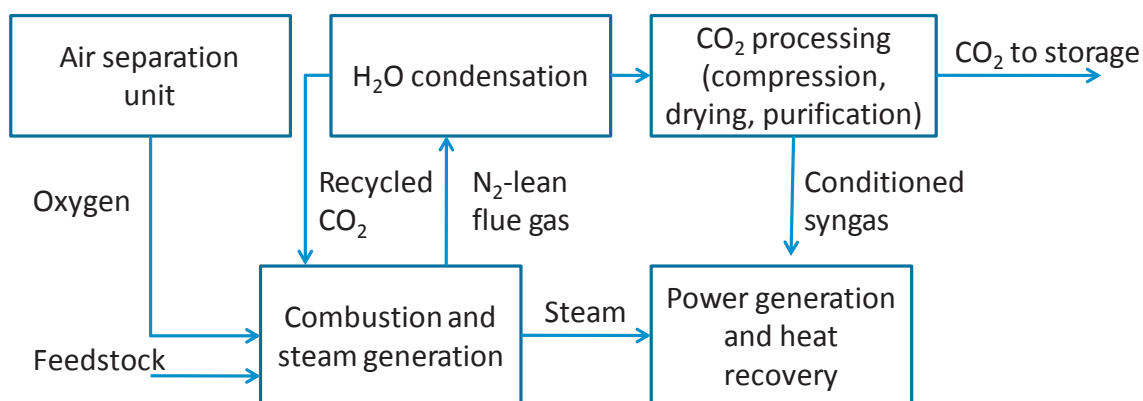 Air separation
unit
H₂O condensation
CO₂ processing
(compression,
drying, purification)
CO₂ to storage
Oxygen
Recycled
CO₂
N₂-lean
flue gas
Conditioned
syngas
Feedstock
Combustion and
steam generation
Steam
Power generation
and heat
recovery